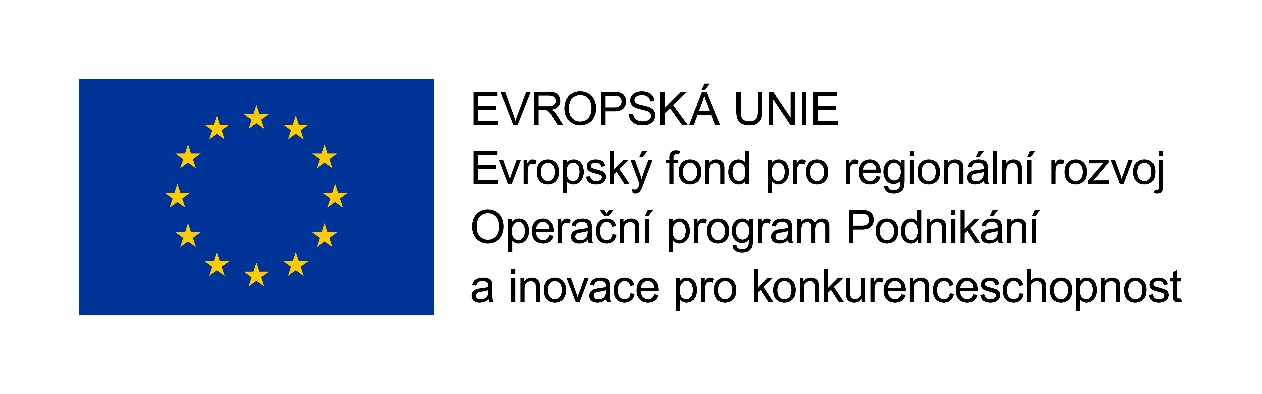 EVROPSKÁ UNIE
Evropský fond pro regionální rozvoj
Operační program Podnikání
a inovace pro konkurenceschopnost